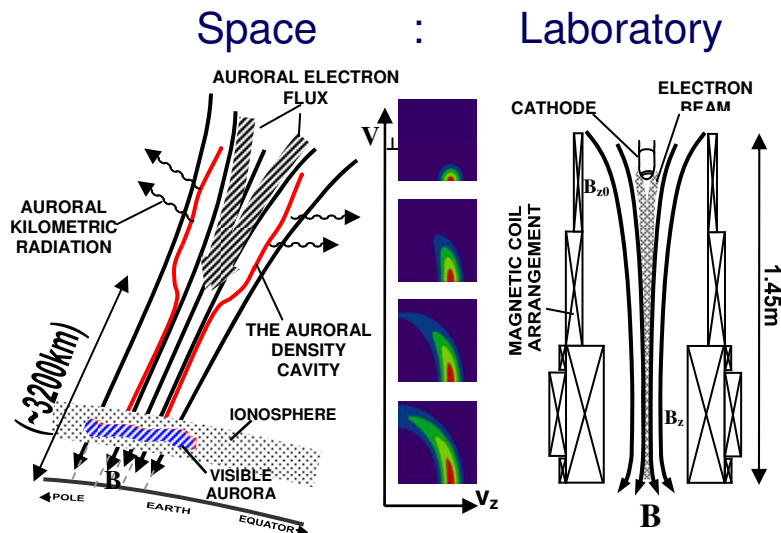 Space : Laboratory
AURORAL ELECTRON
FLUX
AURORAL
KILOMETRIC
RADIATION
THE AURORAL
DENSITY
CAVITY
(~3200km)
IONOSPHERE
VISIBLE
AURORA
B
POLE
EARTH
EQUATOR
V⊥
vz
CATHODE
ELECTRON
BEAM
Bz0
MAGNETIC COIL
ARRANGEMENT
1.45m
Bz
B